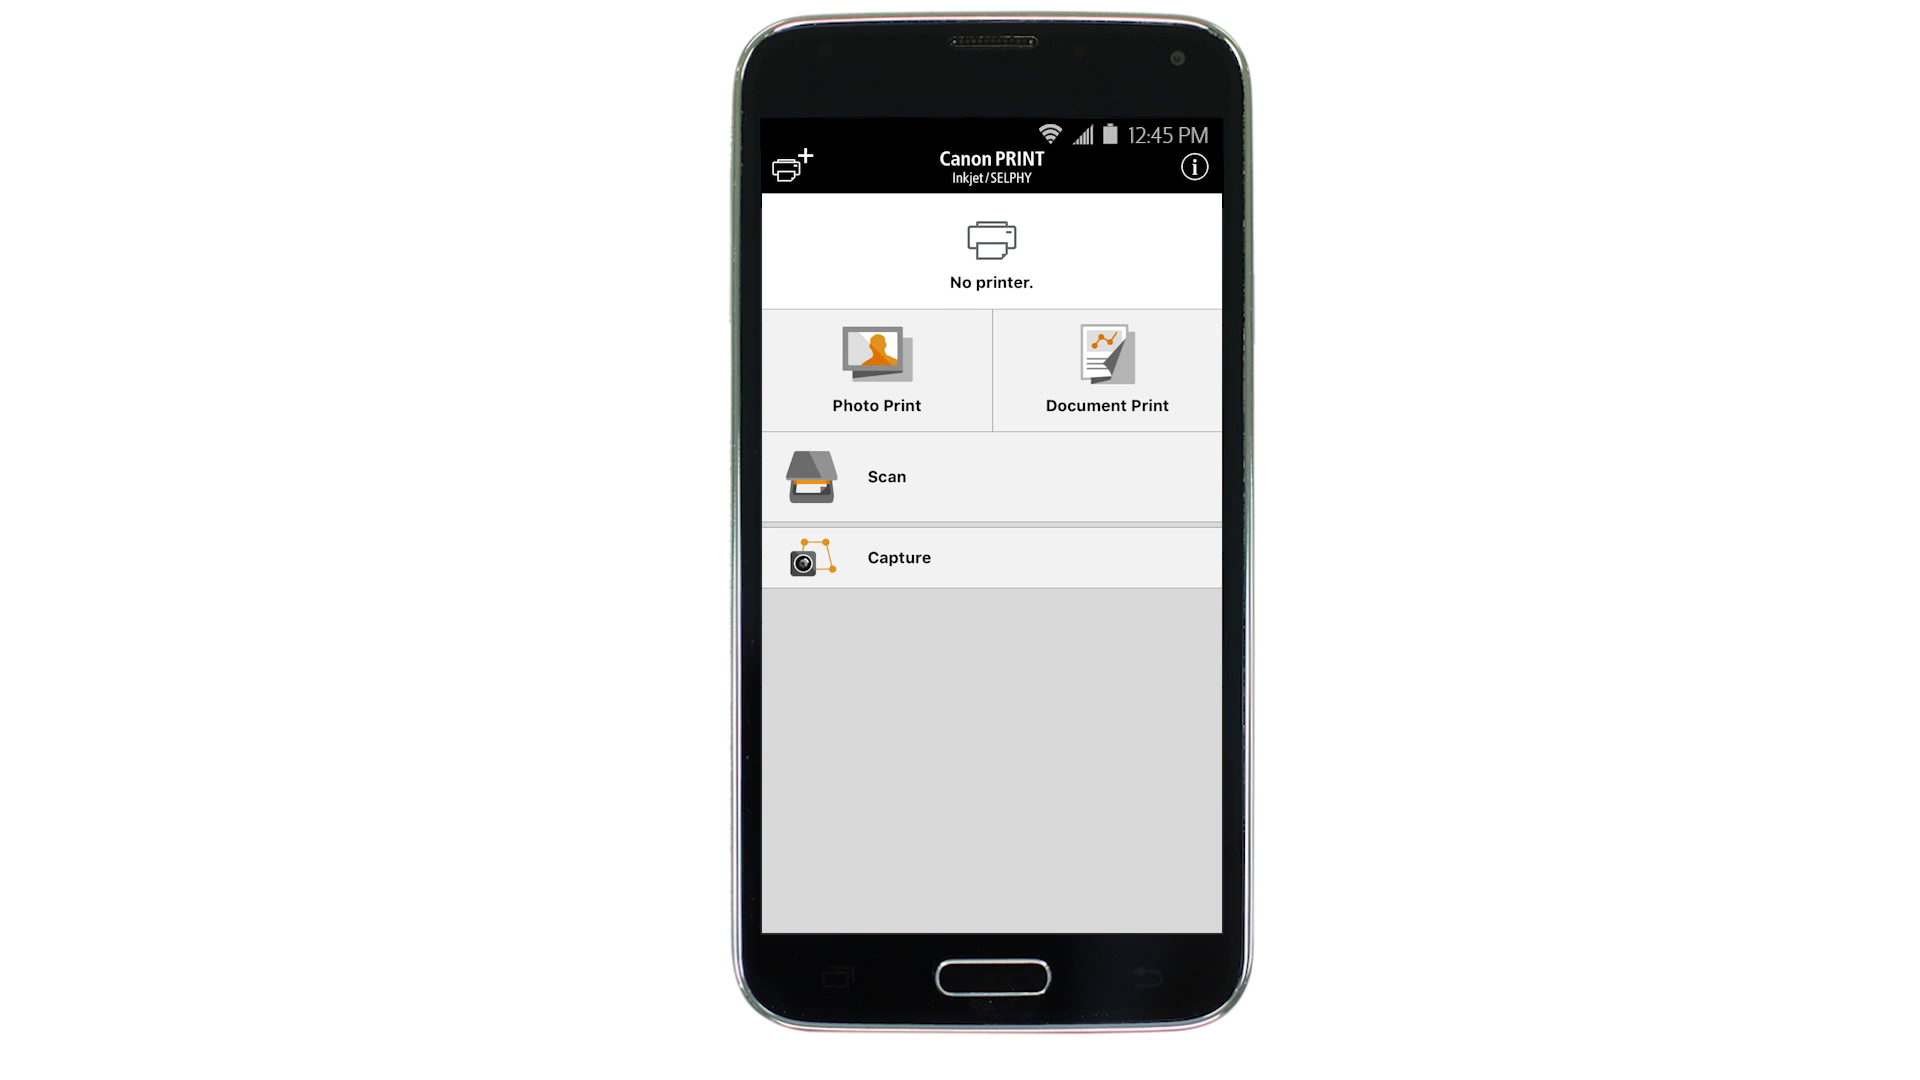 12:45 PM
Canon PRINT
Inkjet/SELPHY
No printer.
Photo Print
Document Print
Scan
Capture